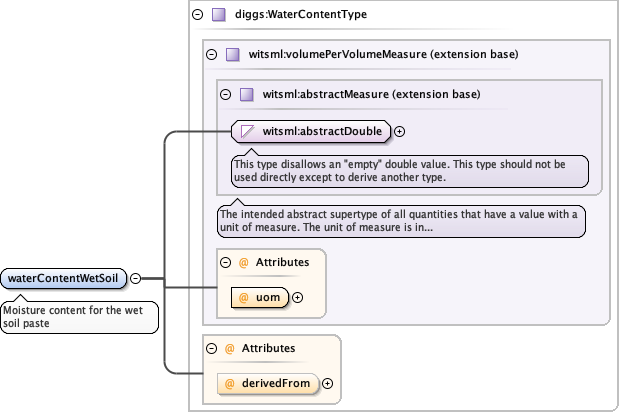 diggs:WaterContentType
witsml:volumePerVolumeMeasure (extension base)
witsml:abstractMeasure (extension base)
witsml:abstractDouble
This type disallows an "empty" double value. This type should not be
used directly except to derive another type.
The intended abstract supertype of all quantities that have a value with a
unit of measure. The unit of measure is in...
@ Attributes
@ uom
waterContentWetSoil
Moisture content for the wet
soil paste
@ Attributes
@ derivedFrom